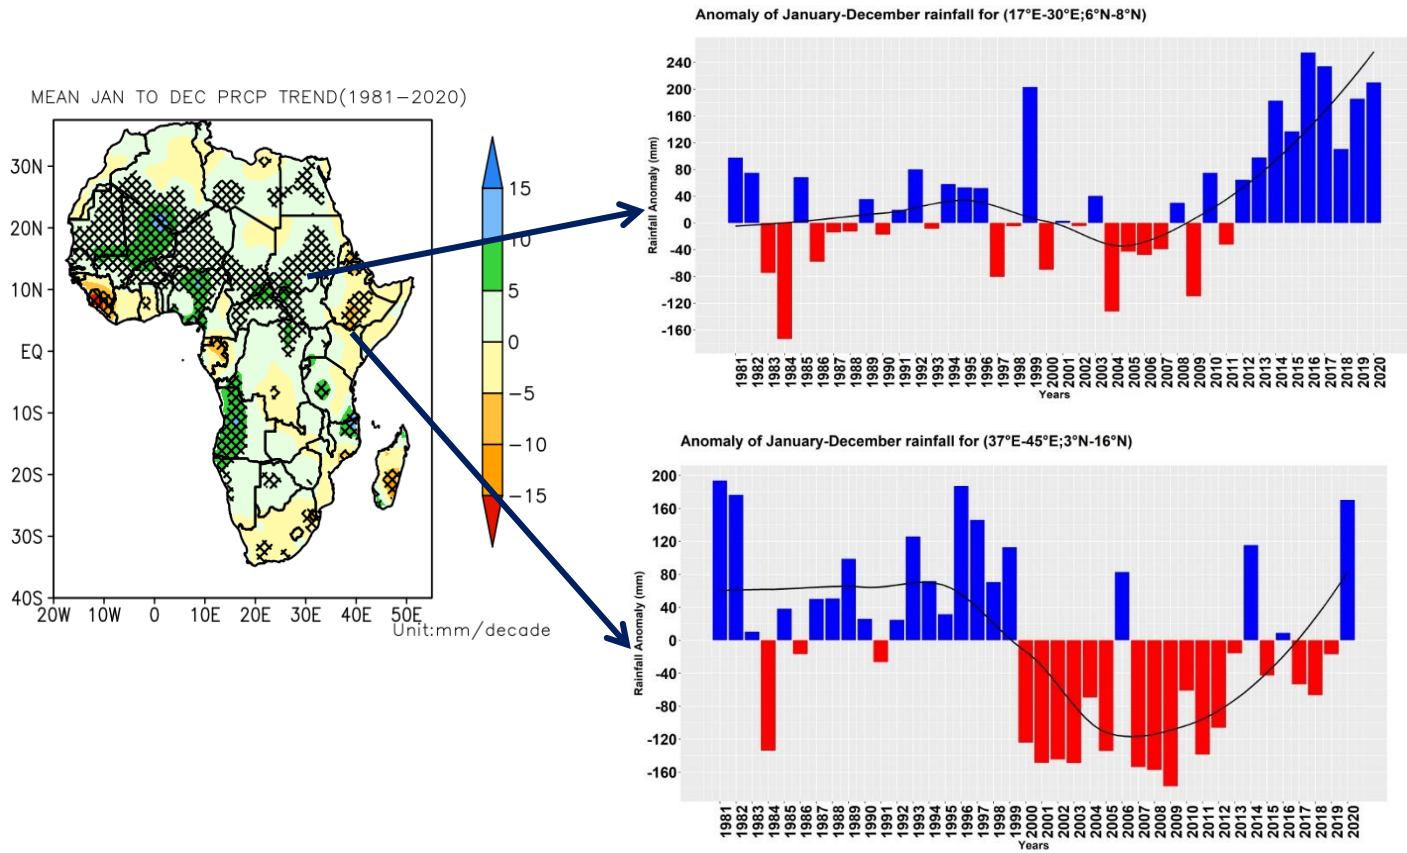 MEAN JAN TO DEC PRCP TREND(1981−2020)
30N
20N
10N
EQ
10S
20S
30S
40S
20W 10W 0 10E 20E 30E 40E 50E
15
10
5
0
−5
−10
−15
Unit:mm/decade
Anomaly of January-December rainfall for (17°E-30°E;6°N-8°N)
Rainfall Anomaly (mm)
240
200
160
120
80
40
0
-40
-80
-120
-160
1981 1982 1983 1984 1985 1986 1987 1988 1989 1990 1991 1992 1993 1994 1995 1996 1997 1998 1999 2000 2001 2002 2003 2004 2005 2006 2007 2008 2009 2010 2011 2012 2013 2014 2015 2016 2017 2018 2019 2020
Years
Anomaly of January-December rainfall for (37°E-45°E;3°N-16°N)
Rainfall Anomaly (mm)
200
160
120
80
40
0
-40
-80
-120
-160
1981 1982 1983 1984 1985 1986 1987 1988 1989 1990 1991 1992 1993 1994 1995 1996 1997 1998 1999 2000 2001 2002 2003 2004 2005 2006 2007 2008 2009 2010 2011 2012 2013 2014 2015 2016 2017 2018 2019 2020
Years